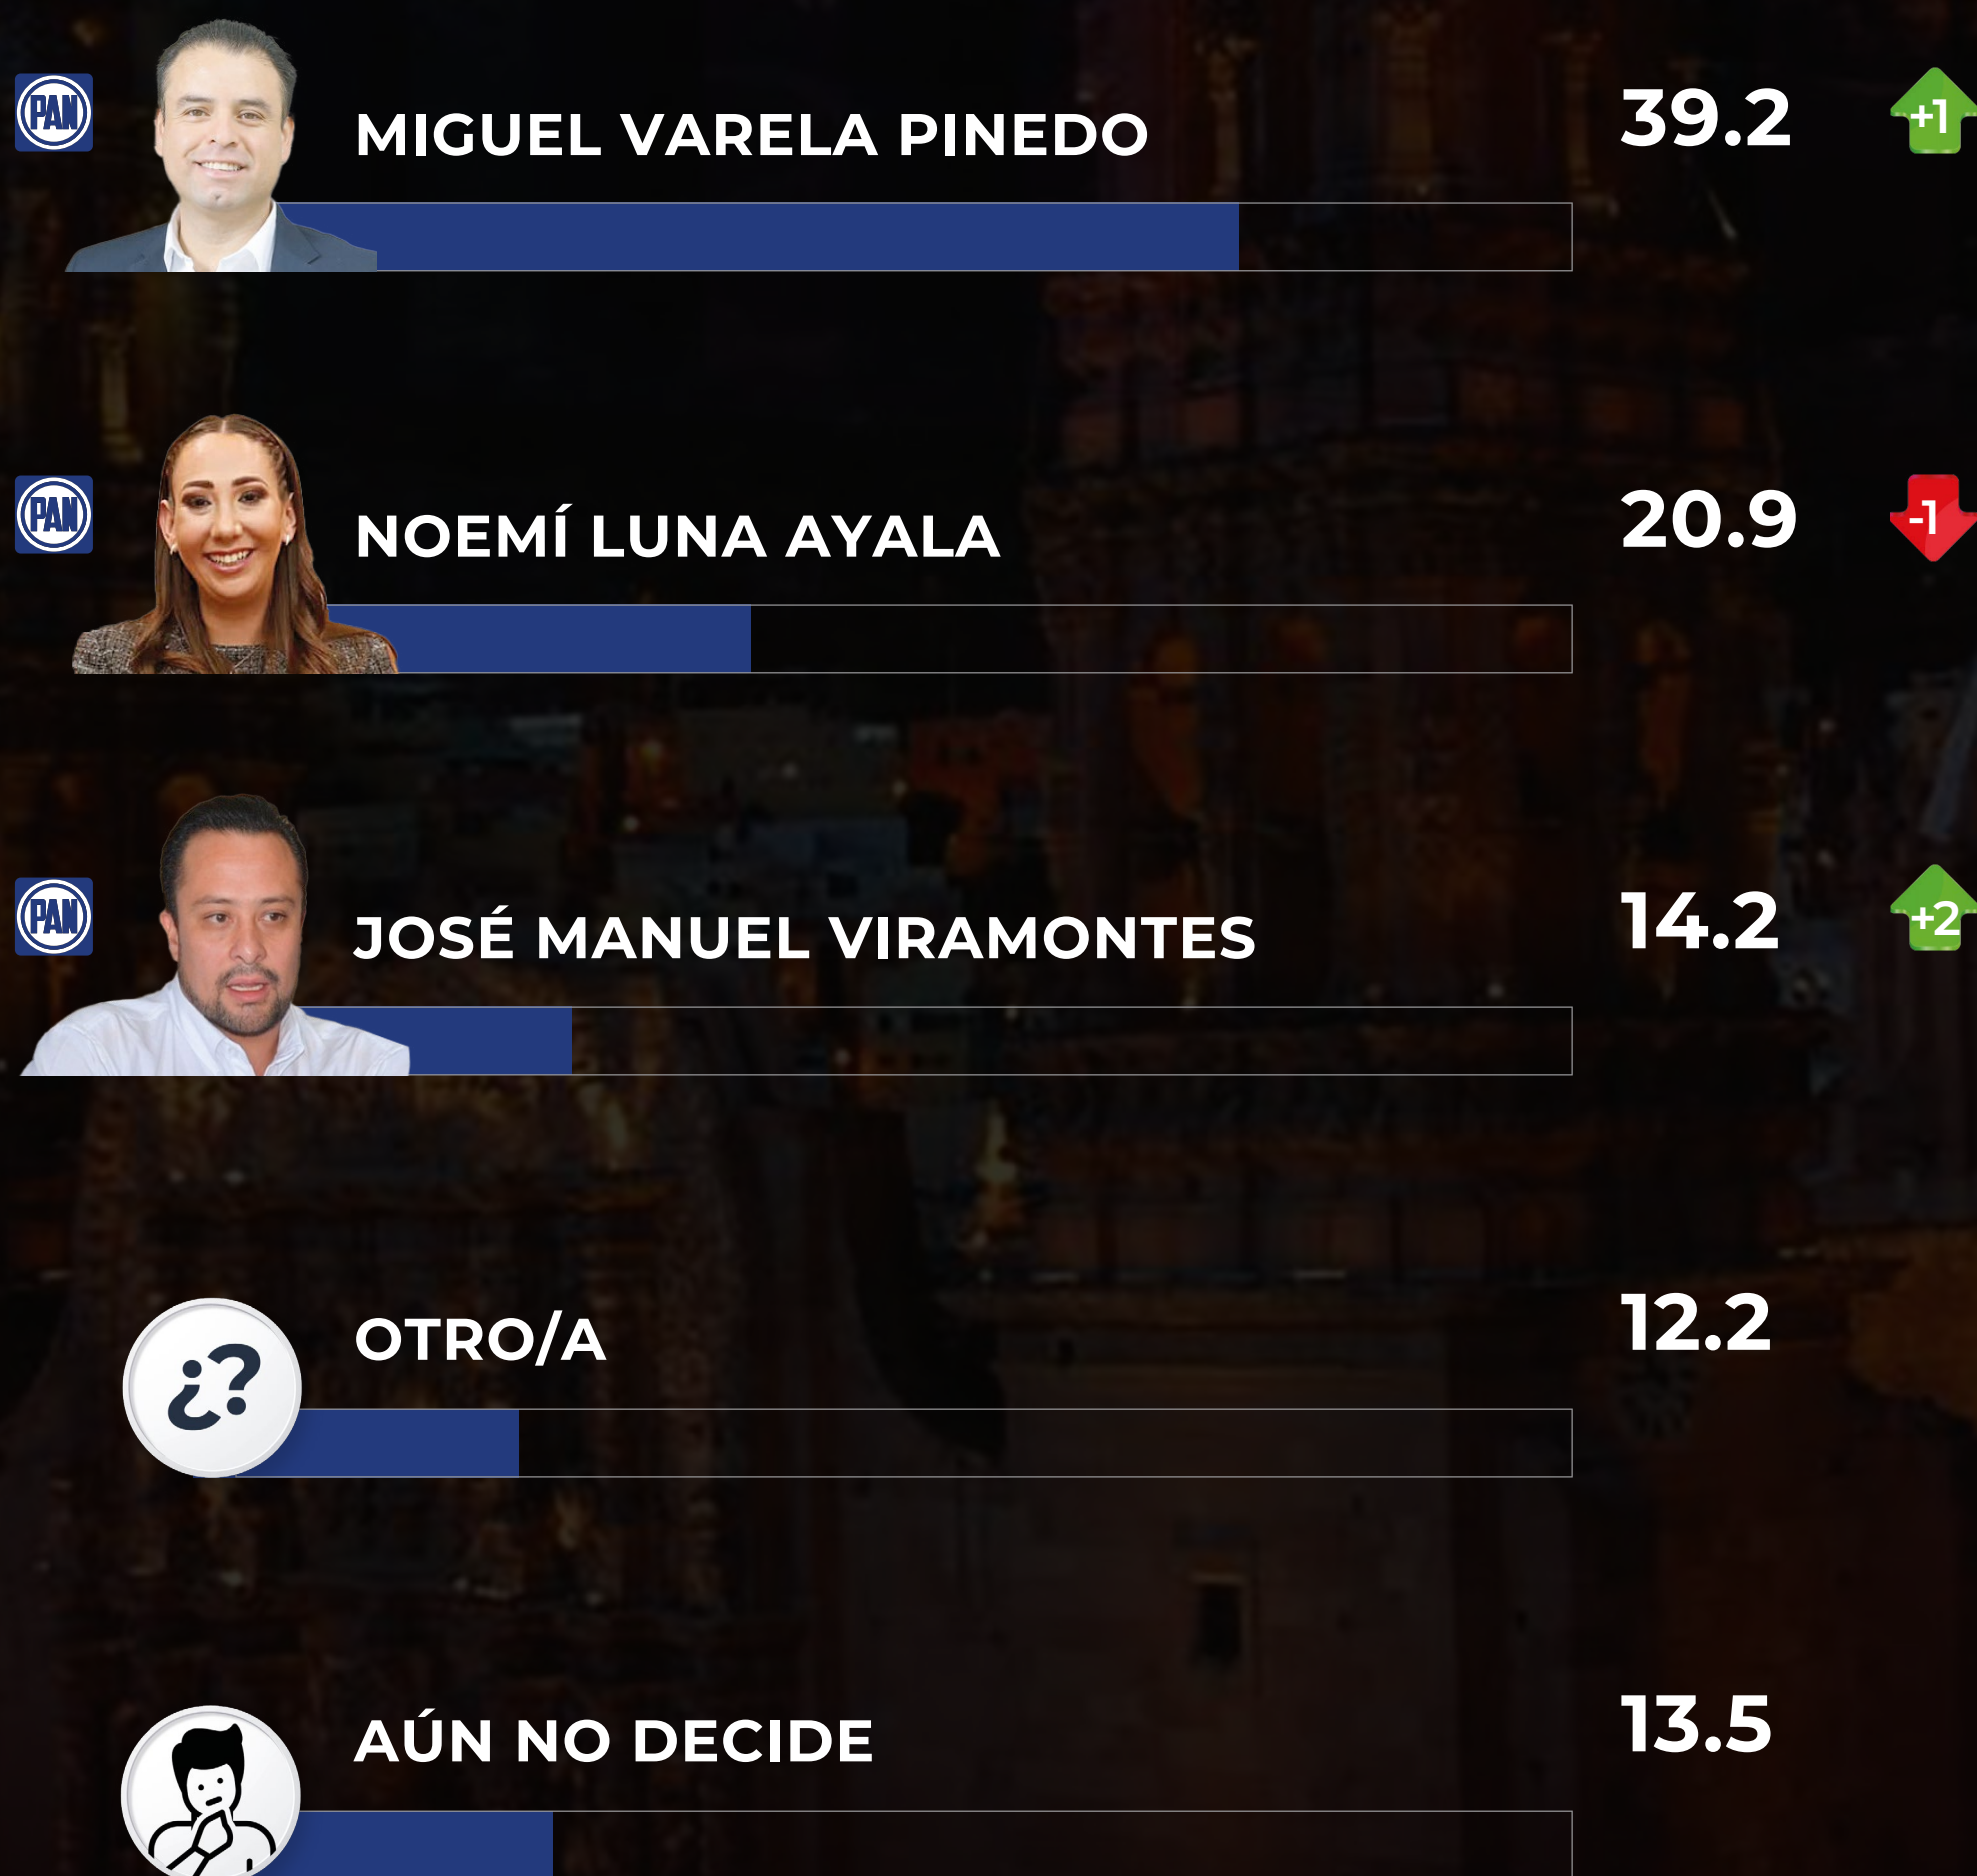 PAN
MIGUEL VARELA PINEDO
39.2
+1
PAN
NOEMÍ LUNA AYALA
20.9
-1
PAN
JOSÉ MANUEL VIRAMONTES
14.2
+2
¿?
OTRO/A
12.2
AÚN NO DECIDE
13.5